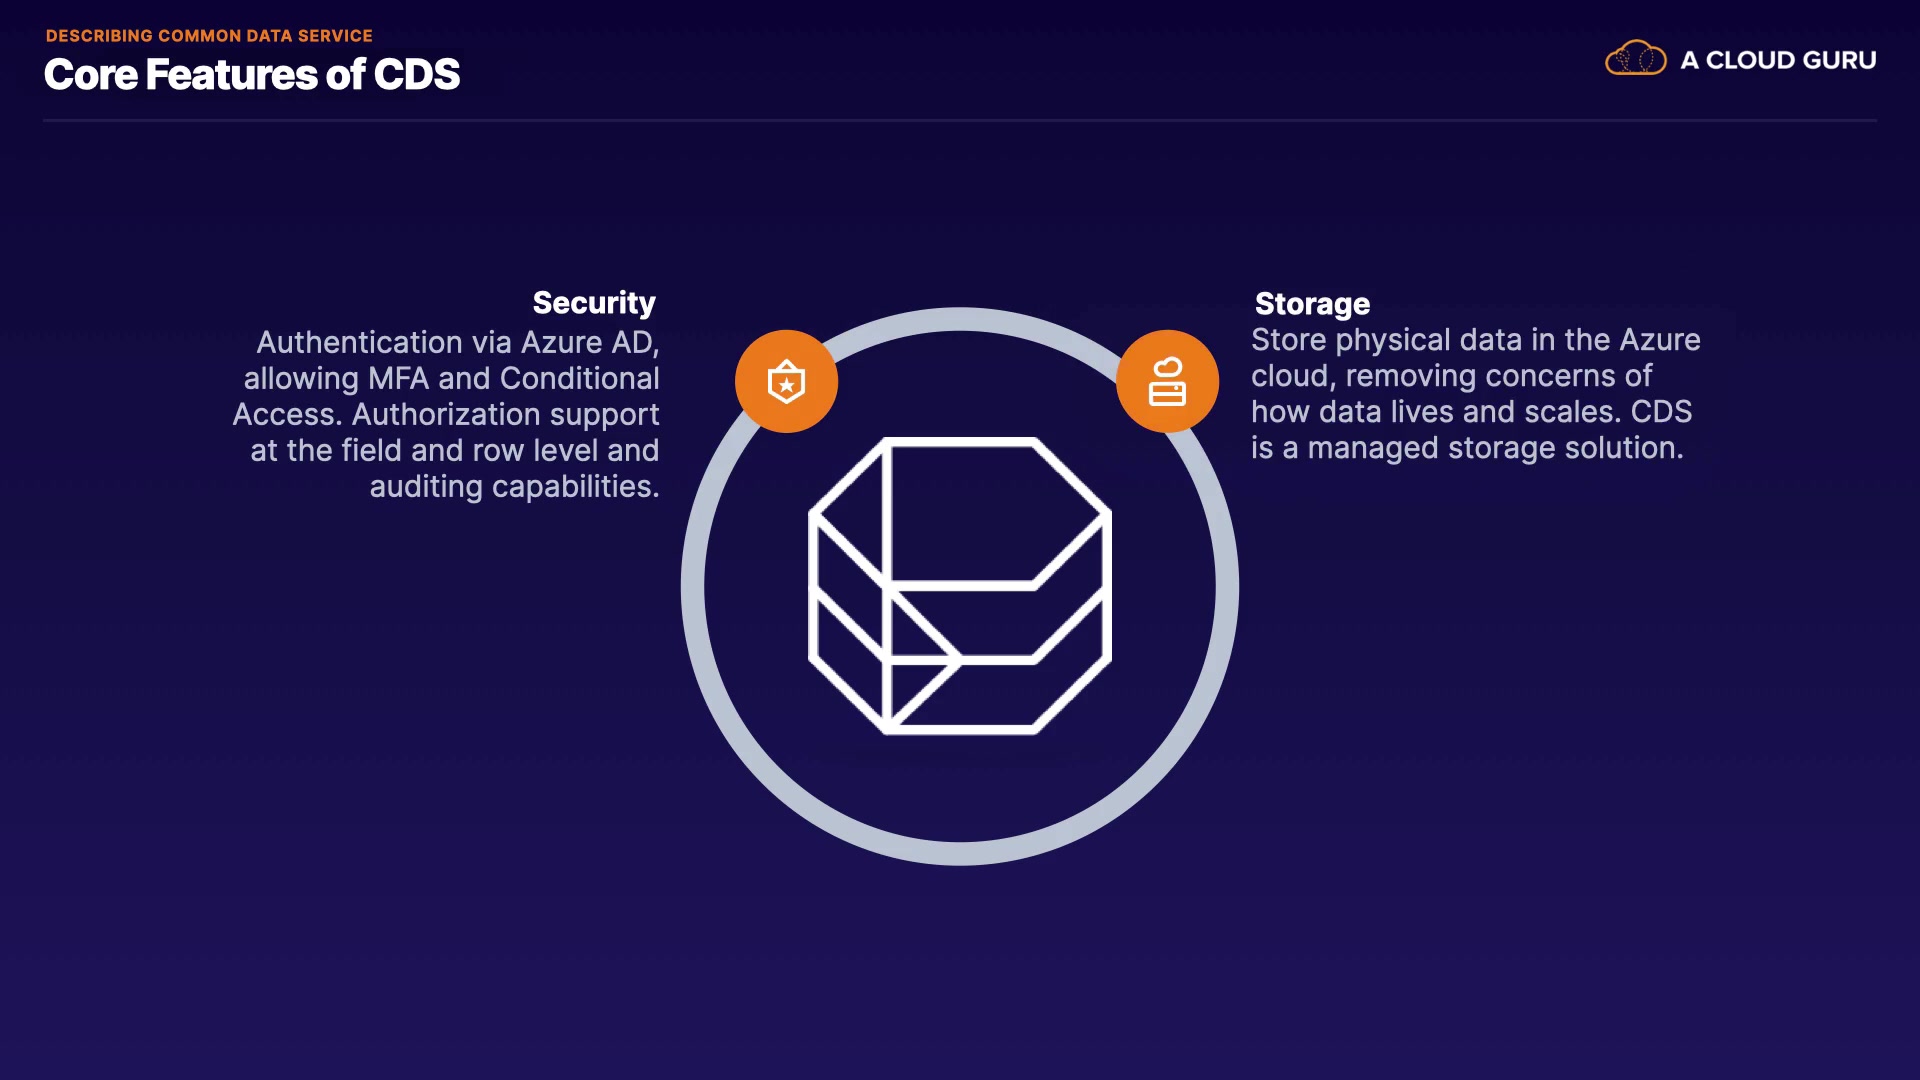 DESCRIBING COMMON DATA SERVICE
Core Features of CDS
A CLOUD GURU
Security
Authentication via Azure AD,
allowing MFA and Conditional
Access. Authorization support
at the field and row level and
auditing capabilities.
Storage
Store physical data in the Azure
cloud, removing concerns of
how data lives and scales. CDS
is a managed storage solution.